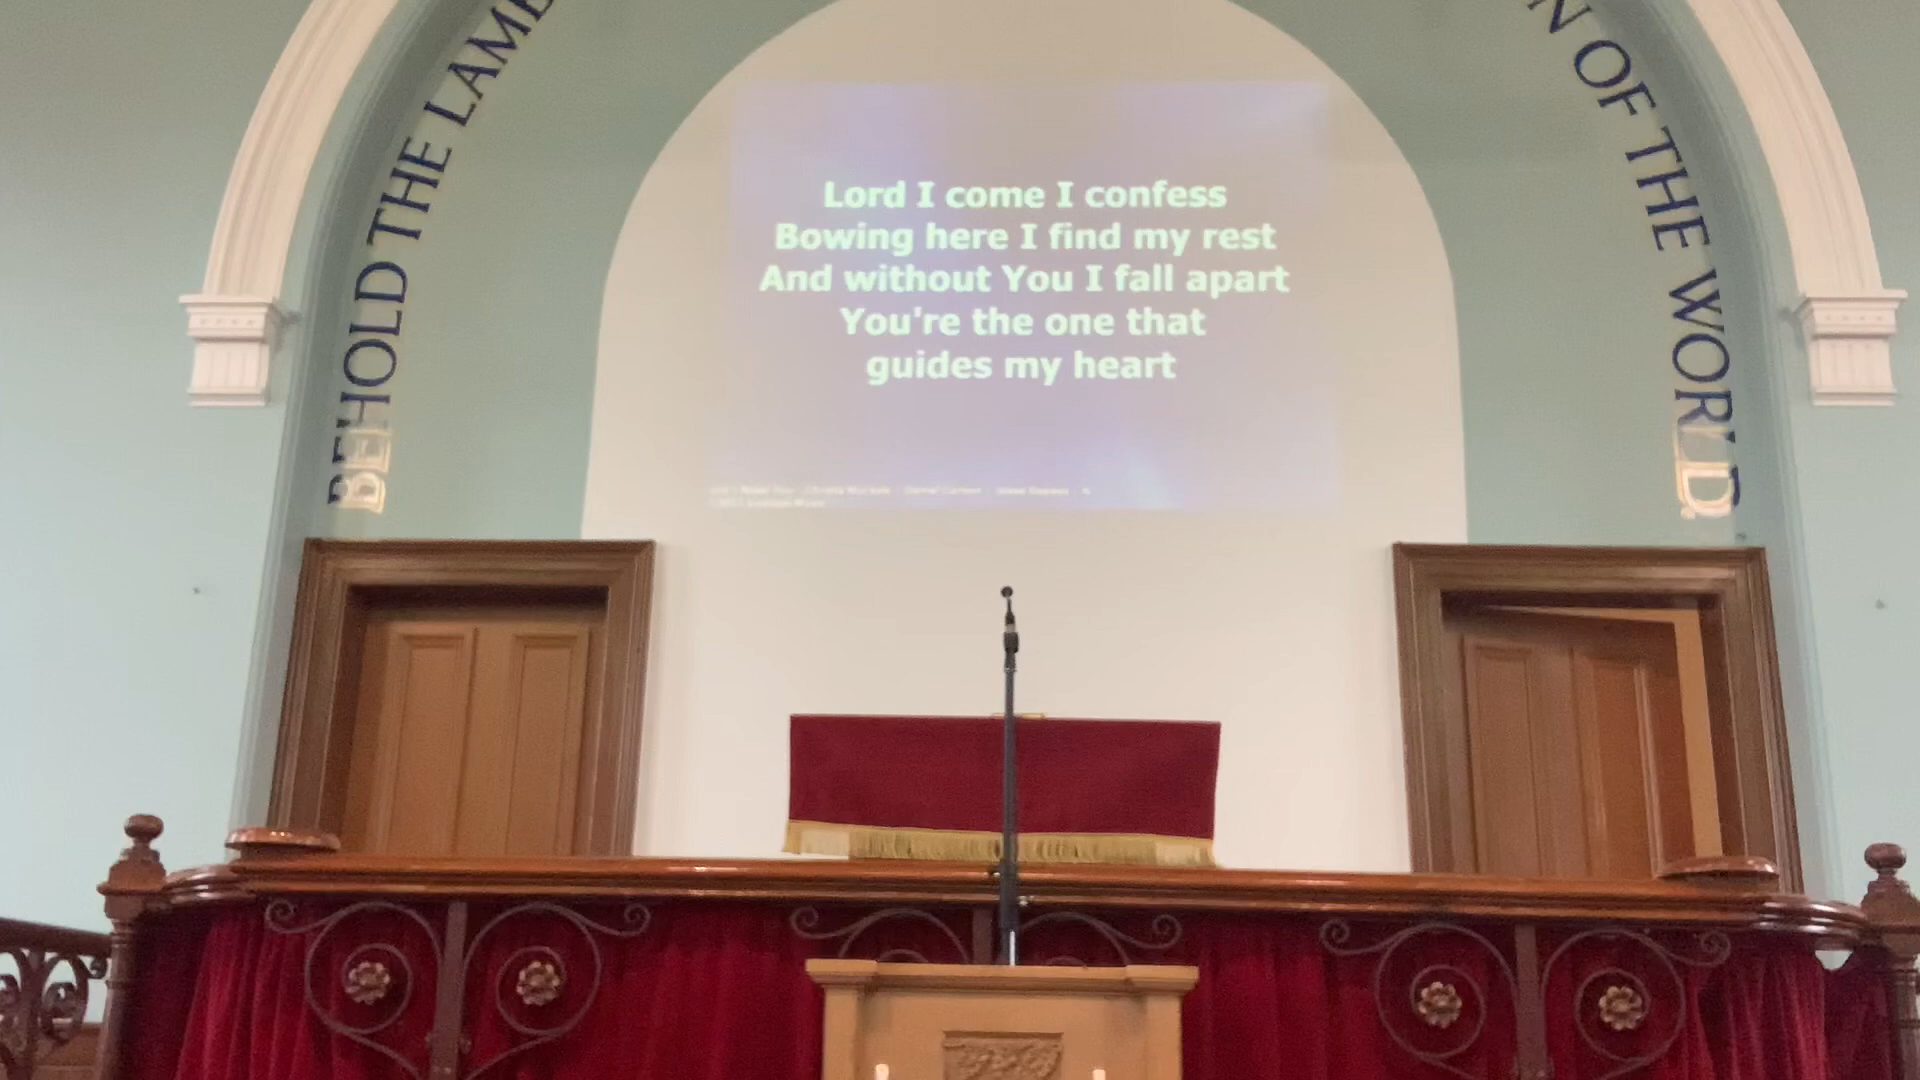 BEHOLD THE LAMB
N OF THE WORLD.
Lord I come I confess
Bowing here I find my rest
And without You I fall apart
You're the one that
guides my heart